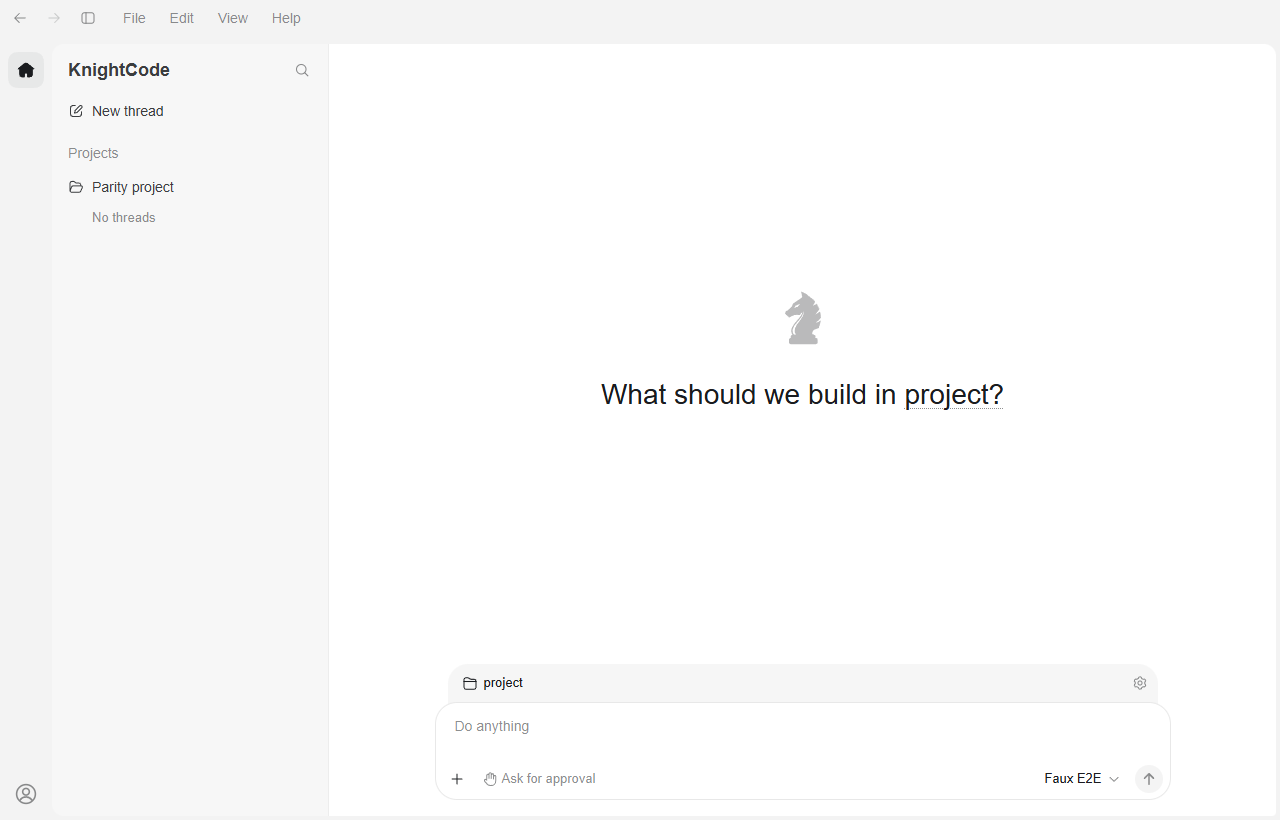 File Edit View Help
KnightCode
New thread
Projects
Parity project
No threads
What should we build in project?
project
Do anything
Ask for approval
Faux E2E